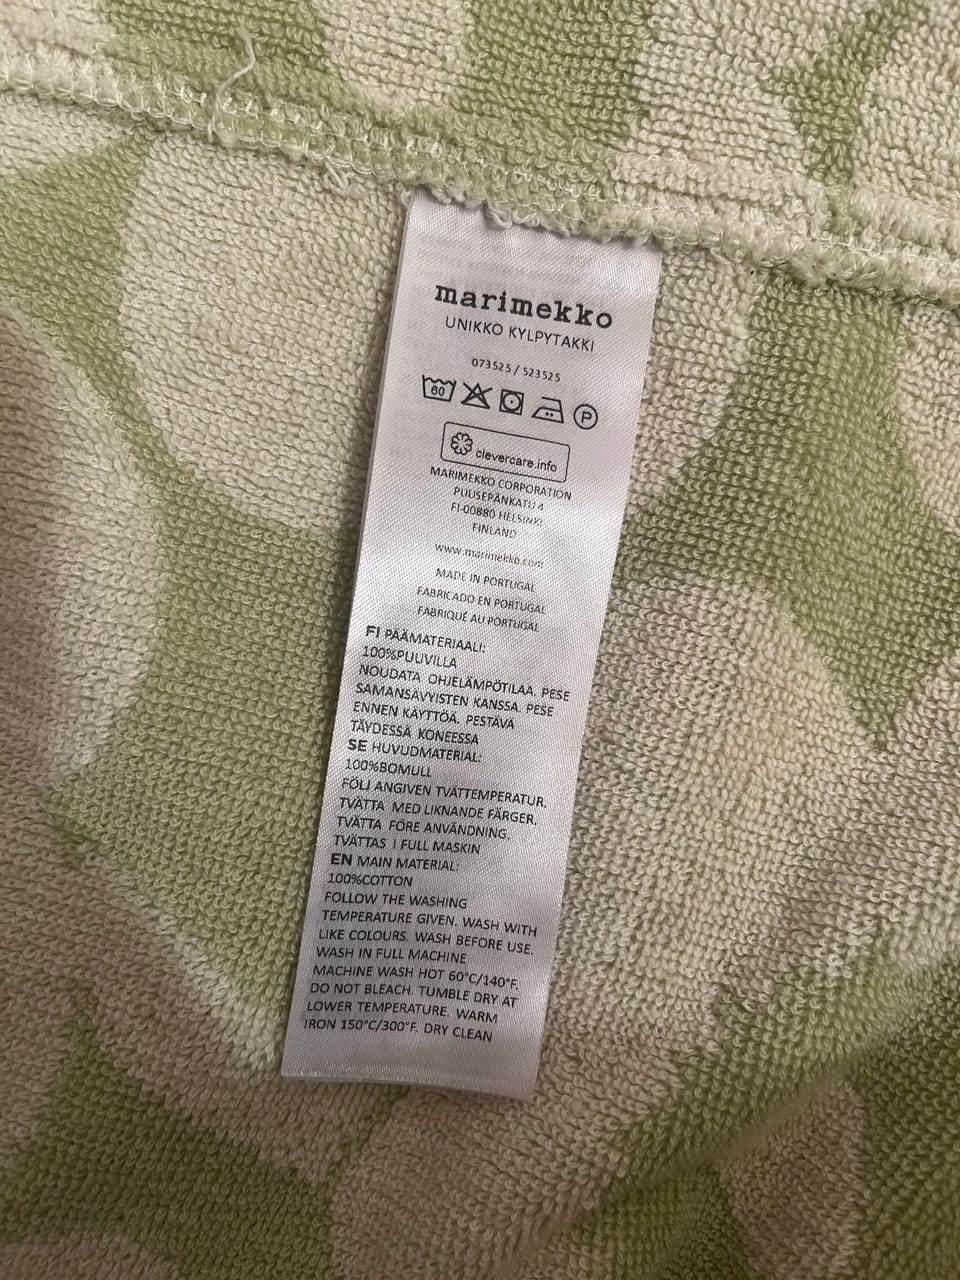 marimekko
UNIKKO KYLPYTAKKI
073525 / 523525
60
P
clevercare.info
MARIMEKKO CORPORATION
PUUSEPÄNKATU 4
FI-00880 HELSINKI
FINLAND
www.marimekko.com
MADE IN PORTUGAL
FABRICADO EN PORTUGAL
FABRIQUÉ AU PORTUGAL
FI PÄÄMATERIAALI:
100%PUUVILLA
NOUDATA OHJELÄMPÖTILAA. PESE
SAMANSÄVYISTEN KANSSA. PESE
ENNEN KÄYTTÖÄ. PESTÄVÄ
TÄYDESSÄ KONEESSA
SE HUVUDMATERIAL:
100%BOMULL
FÖLJ ANGIVEN TVÄTTEMPERATUR.
TVÄTTA MED LIKNANDE FÄRGER.
TVÄTTA FÖRE ANVÄNDNING.
TVÄTTAS I FULL MASKIN
EN MAIN MATERIAL:
100%COTTON
FOLLOW THE WASHING
TEMPERATURE GIVEN. WASH WITH
LIKE COLOURS. WASH BEFORE USE.
WASH IN FULL MACHINE
MACHINE WASH HOT 60°C/140°F.
DO NOT BLEACH. TUMBLE DRY AT
LOWER TEMPERATURE. WARM
IRON 150°C/300°F. DRY CLEAN